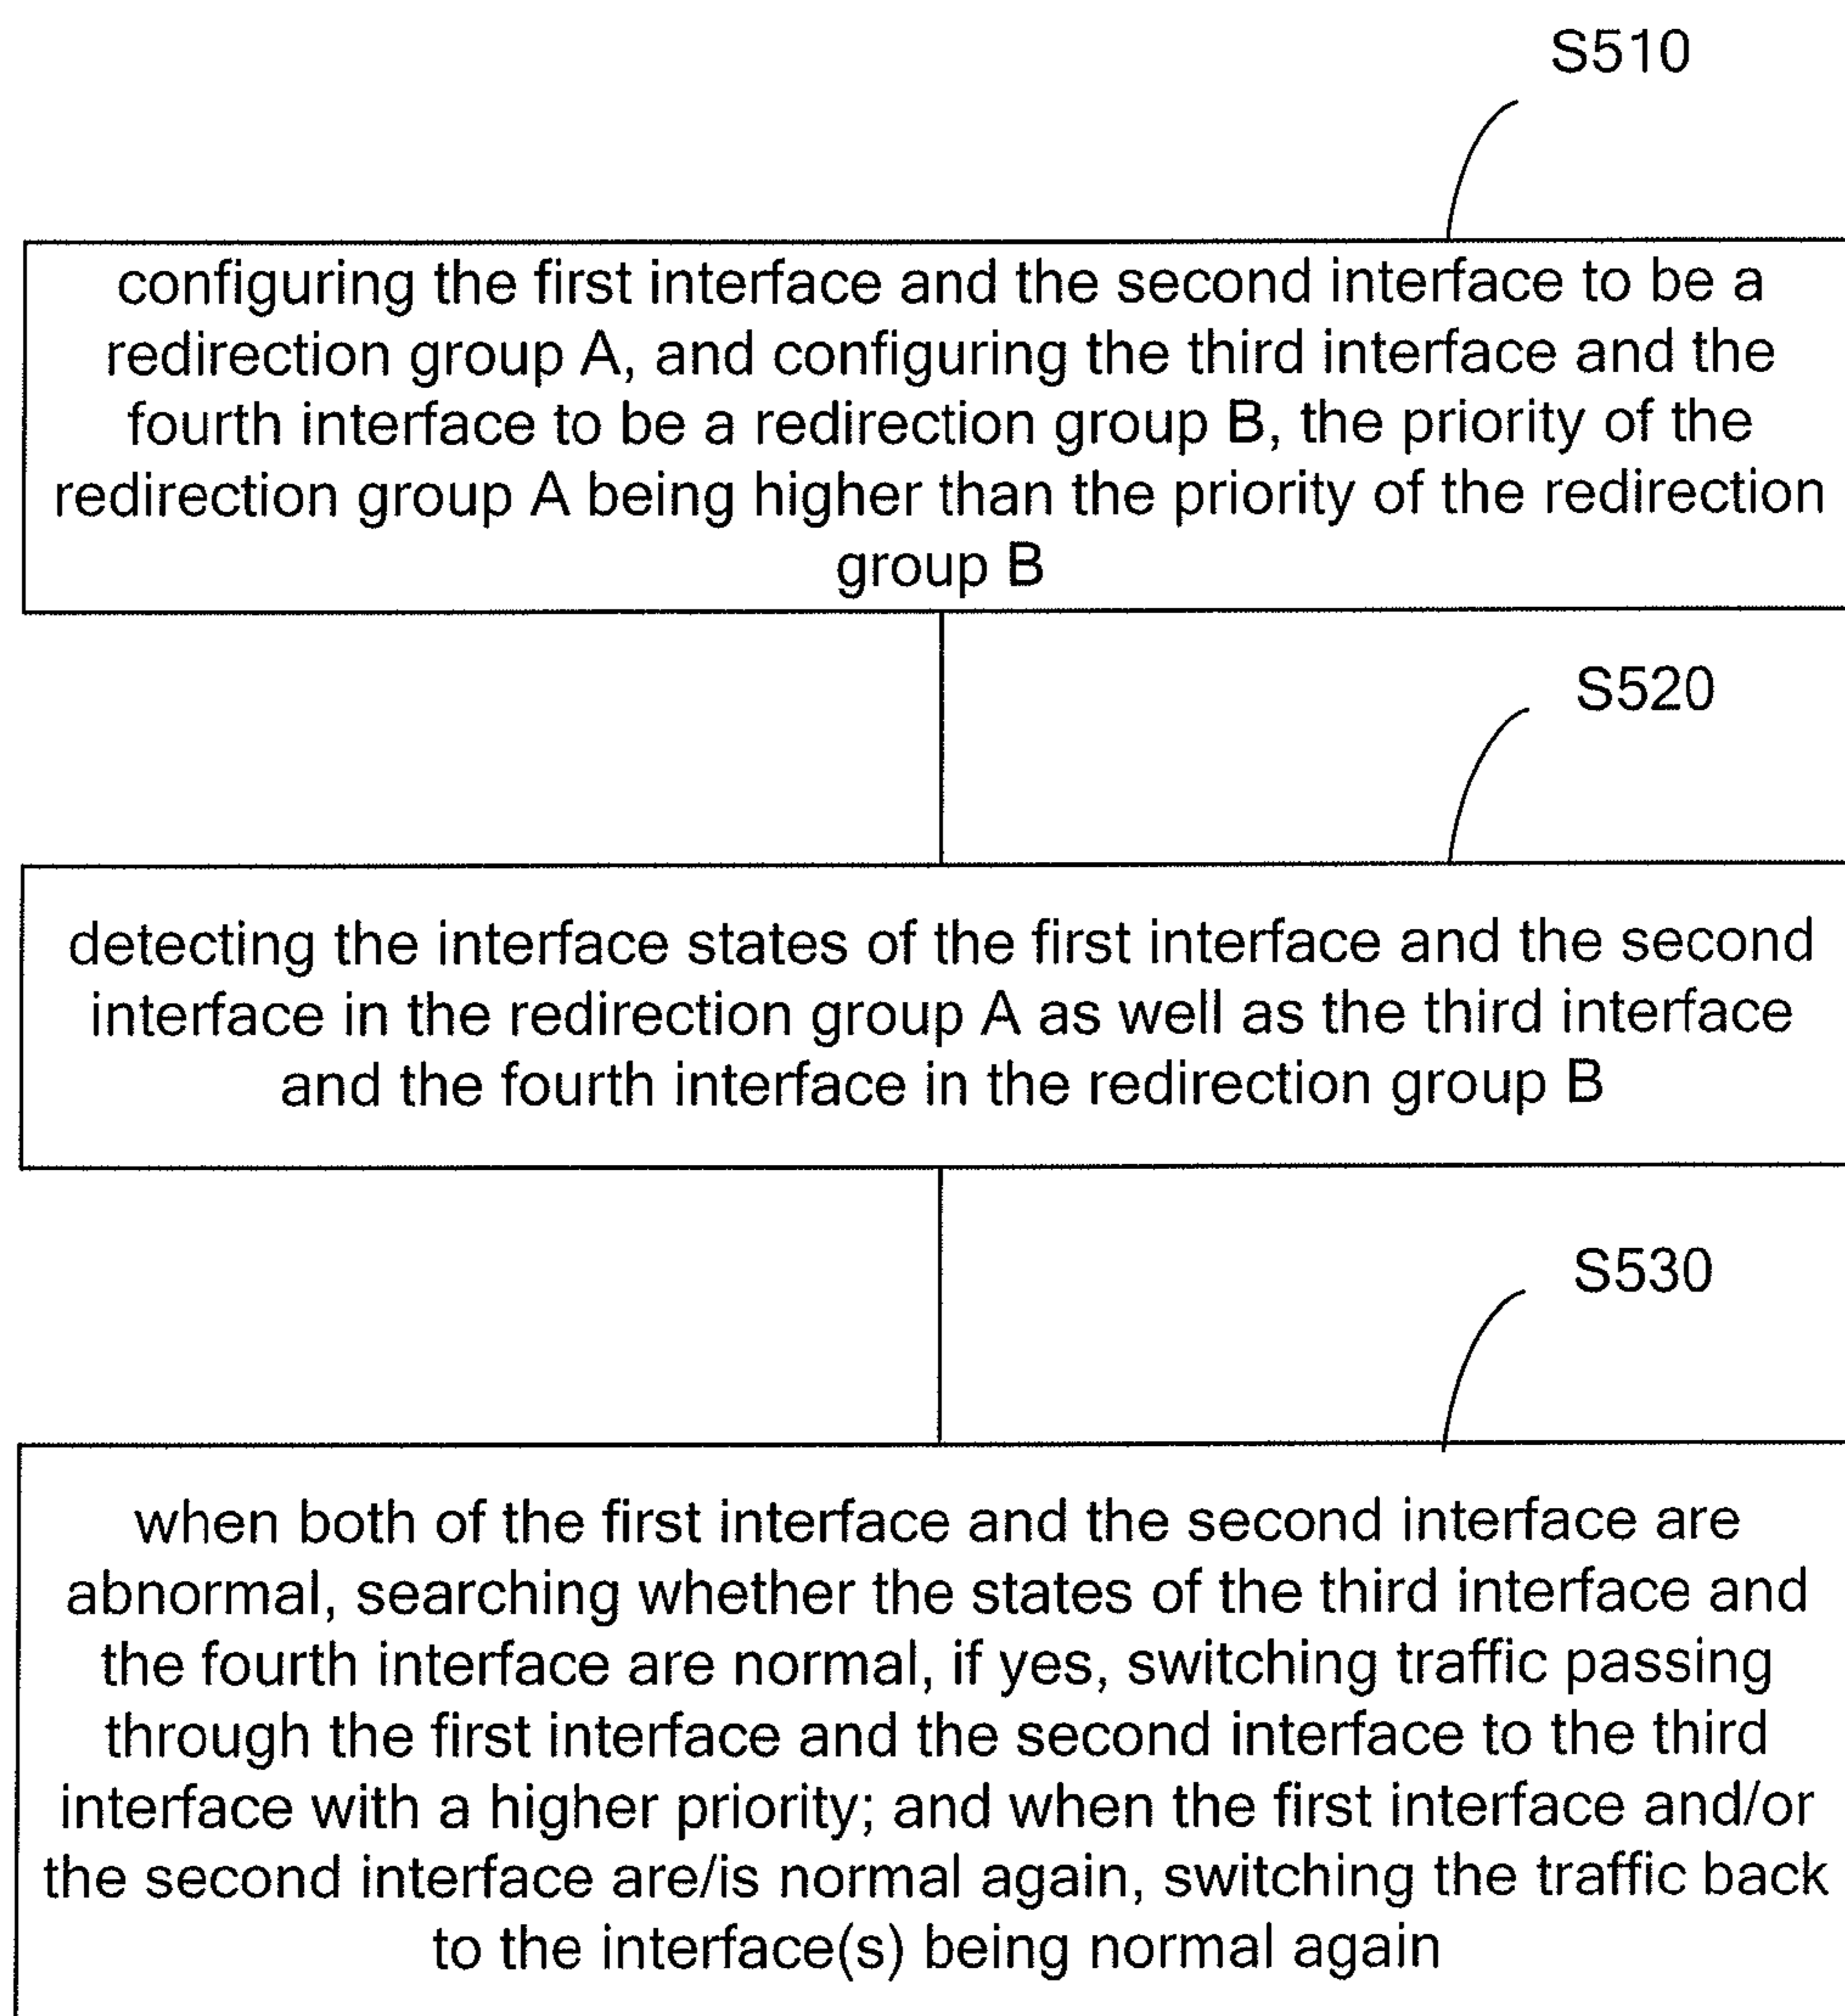 S510
configuring the first interface and the second interface to be a
redirection group A, and configuring the third interface and the
fourth interface to be a redirection group B, the priority of the
redirection group A being higher than the priority of the redirection
group B
S520
detecting the interface states of the first interface and the second
interface in the redirection group A as well as the third interface
and the fourth interface in the redirection group B
S530
when both of the first interface and the second interface are
abnormal, searching whether the states of the third interface and
the fourth interface are normal, if yes, switching traffic passing
through the first interface and the second interface to the third
interface with a higher priority; and when the first interface and/or
the second interface are/is normal again, switching the traffic back
to the interface(s) being normal again